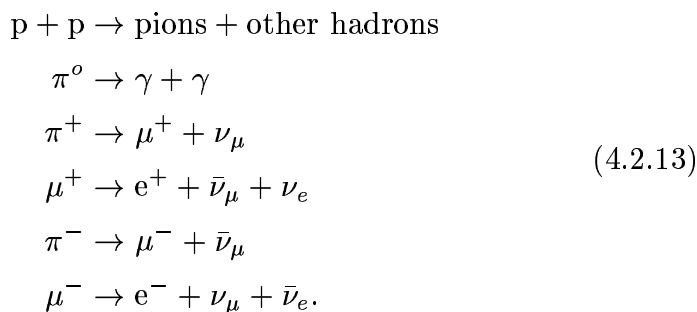 p + p → pions + other hadrons
π^o → γ + γ
π^+ → μ^+ + ν_μ
μ^+ → e^+ + ν̄_μ + ν_e
(4.2.13)
π^- → μ^- + ν̄_μ
μ^- → e^- + ν_μ + ν̄_e.